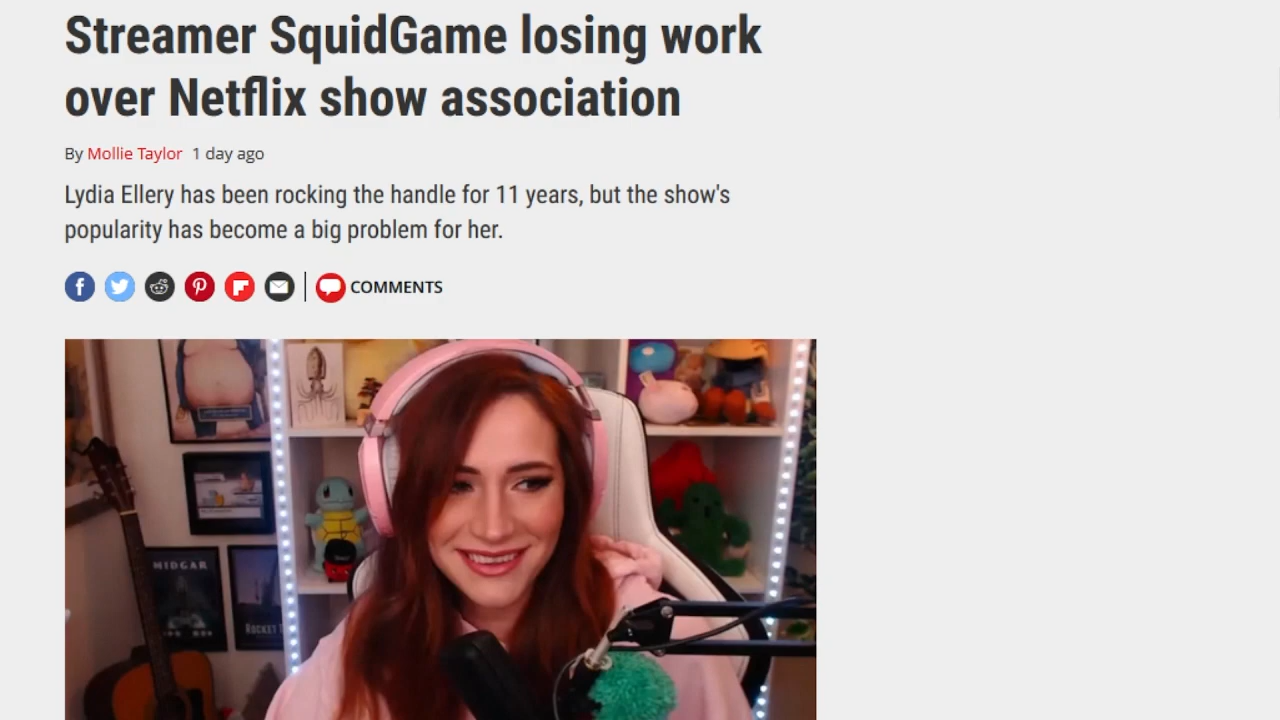 Streamer SquidGame losing work
over Netflix show association
By Mollie Taylor 1 day ago
Lydia Ellery has been rocking the handle for 11 years, but the show's
popularity has become a big problem for her.
COMMENTS
MIDGAR